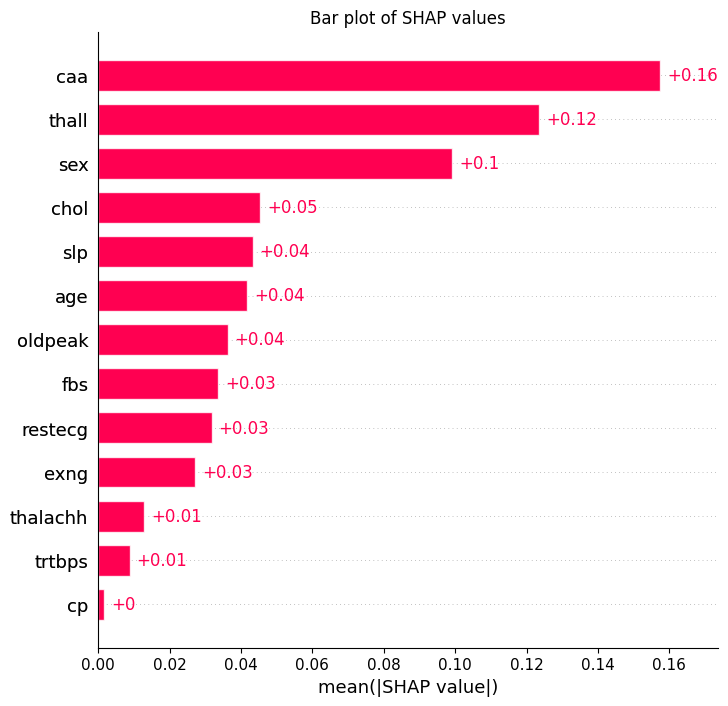 Bar plot of SHAP values
caa +0.16
thall +0.12
sex +0.1
chol +0.05
slp +0.04
age +0.04
oldpeak +0.04
fbs +0.03
restecg +0.03
exng +0.03
thalachh +0.01
trtbps +0.01
cp +0
0.00 0.02 0.04 0.06 0.08 0.10 0.12 0.14 0.16
mean(|SHAP value|)